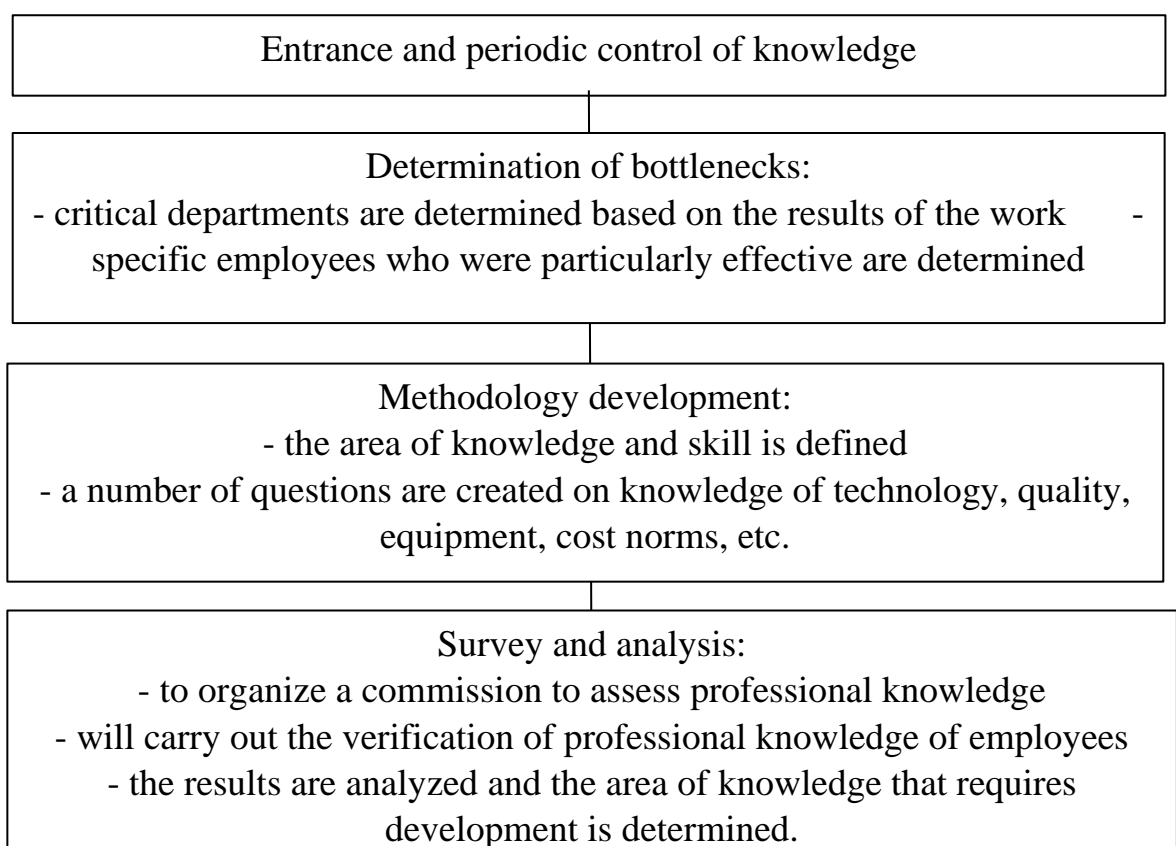 Entrance and periodic control of knowledge
Determination of bottlenecks:
- critical departments are determined based on the results of the work -
specific employees who were particularly effective are determined
Methodology development:
- the area of knowledge and skill is defined
- a number of questions are created on knowledge of technology, quality,
equipment, cost norms, etc.
Survey and analysis:
- to organize a commission to assess professional knowledge
- will carry out the verification of professional knowledge of employees
- the results are analyzed and the area of knowledge that requires
development is determined.